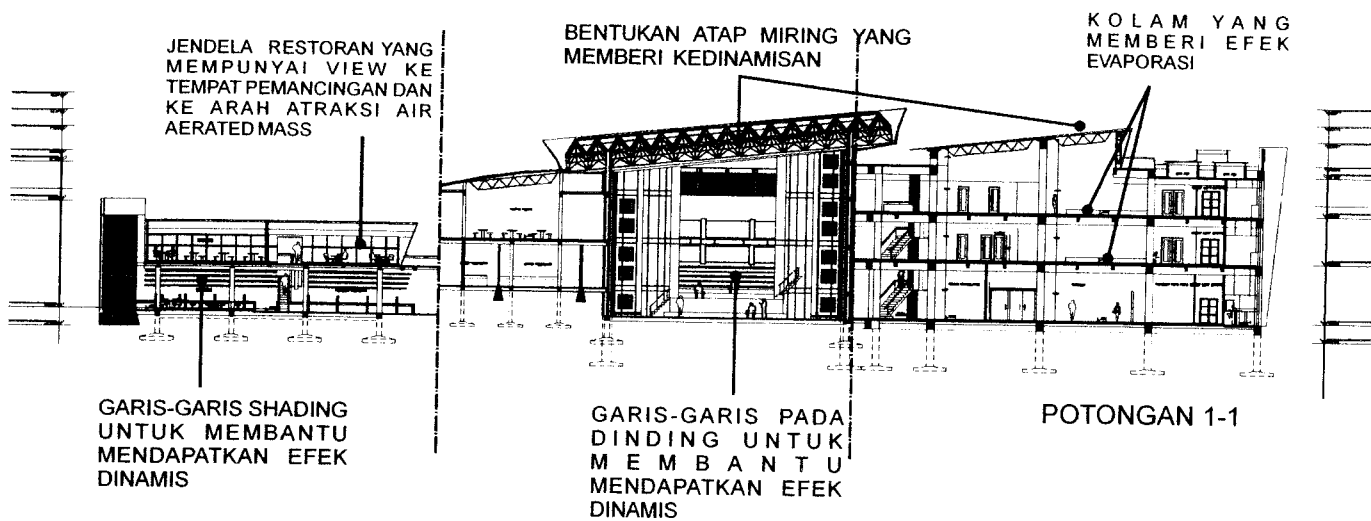 JENDELA RESTORAN YANG
MEMPUNYAI VIEW KE
TEMPAT PEMANCINGAN DAN
KE ARAH ATRAKSI AIR
AERATED MASS
BENTUKAN ATAP MIRING YANG
MEMBERI KEDINAMISAN
KOLAM YANG
MEMBERI EFEK
EVAPORASI
GARIS-GARIS SHADING
UNTUK MEMBANTU
MENDAPATKAN EFEK
DINAMIS
GARIS-GARIS PADA
DINDING UNTUK
MEMBANTU
MENDAPATKAN EFEK
DINAMIS
POTONGAN 1-1